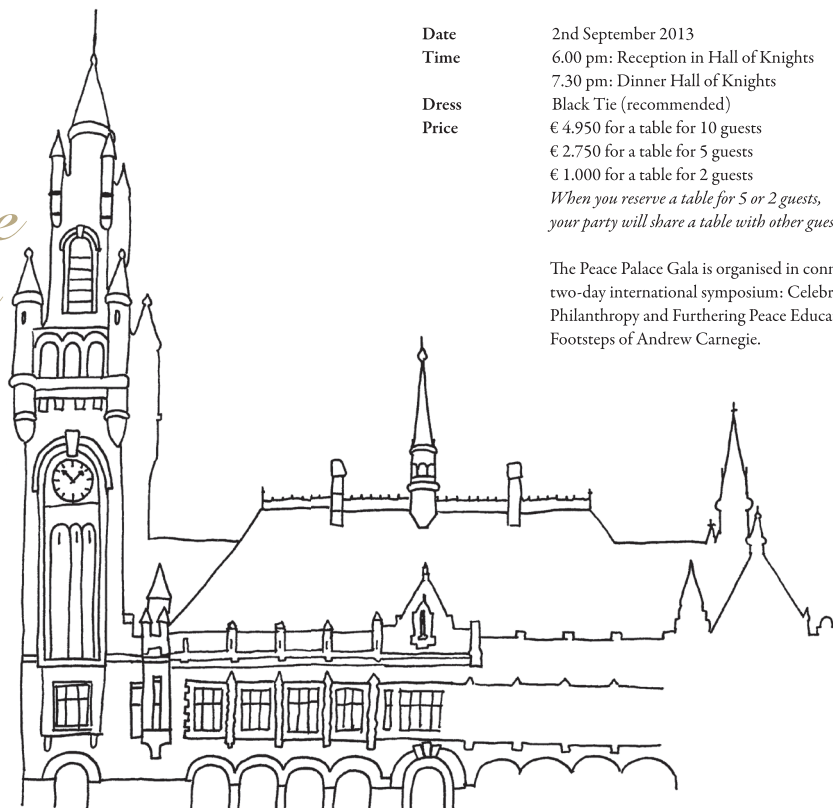 Date 2nd September 2013
Time 6.00 pm: Reception in Hall of Knights
7.30 pm: Dinner Hall of Knights
Dress Black Tie (recommended)
Price € 4.950 for a table for 10 guests
€ 2.750 for a table for 5 guests
€ 1.000 for a table for 2 guests
When you reserve a table for 5 or 2 guests,
your party will share a table with other
The Peace Palace Gala is organised in
two-day international symposium:
Philanthropy and Furthering Peace
Footsteps of Andrew Carnegie.